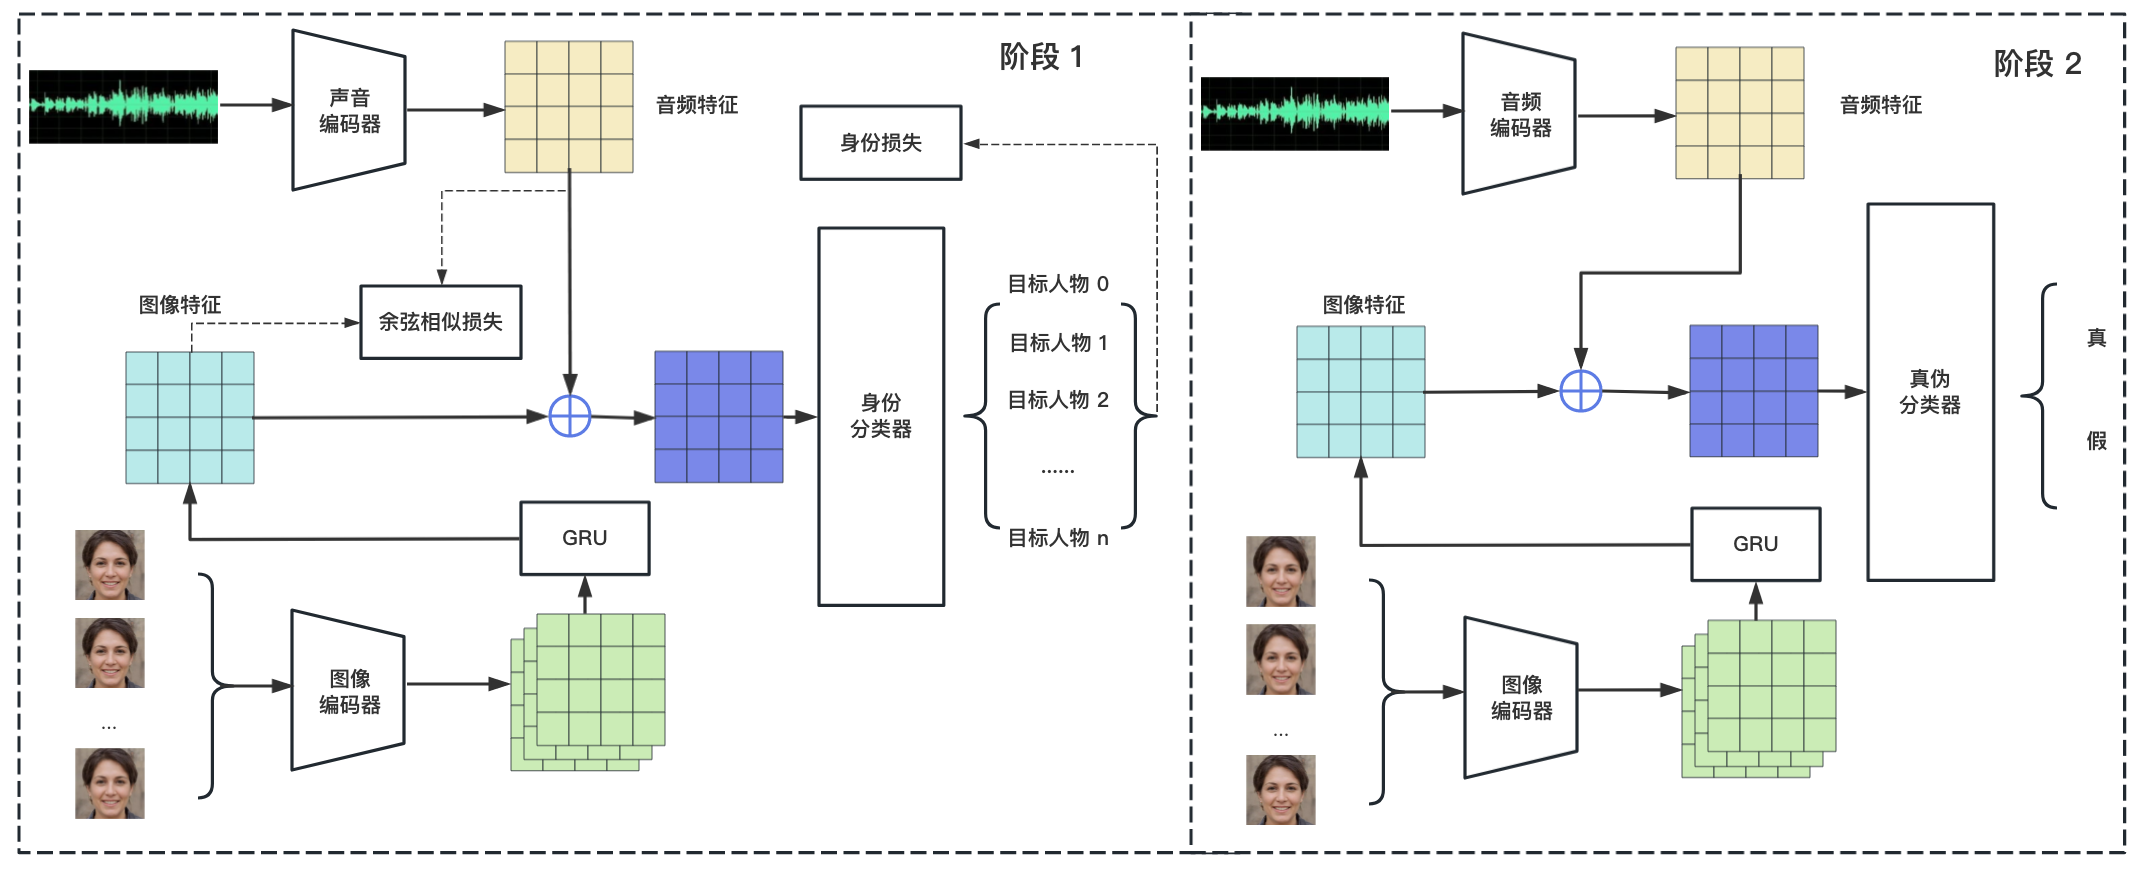 阶段 1
声音
编码器
音频特征
身份损失
图像特征
余弦相似损失
身份
分类器
目标人物 0
目标人物 1
目标人物 2
......
目标人物 n
GRU
...
图像
编码器
阶段 2
音频
编码器
音频特征
图像特征
真伪
分类器
真
假
GRU
...
图像
编码器